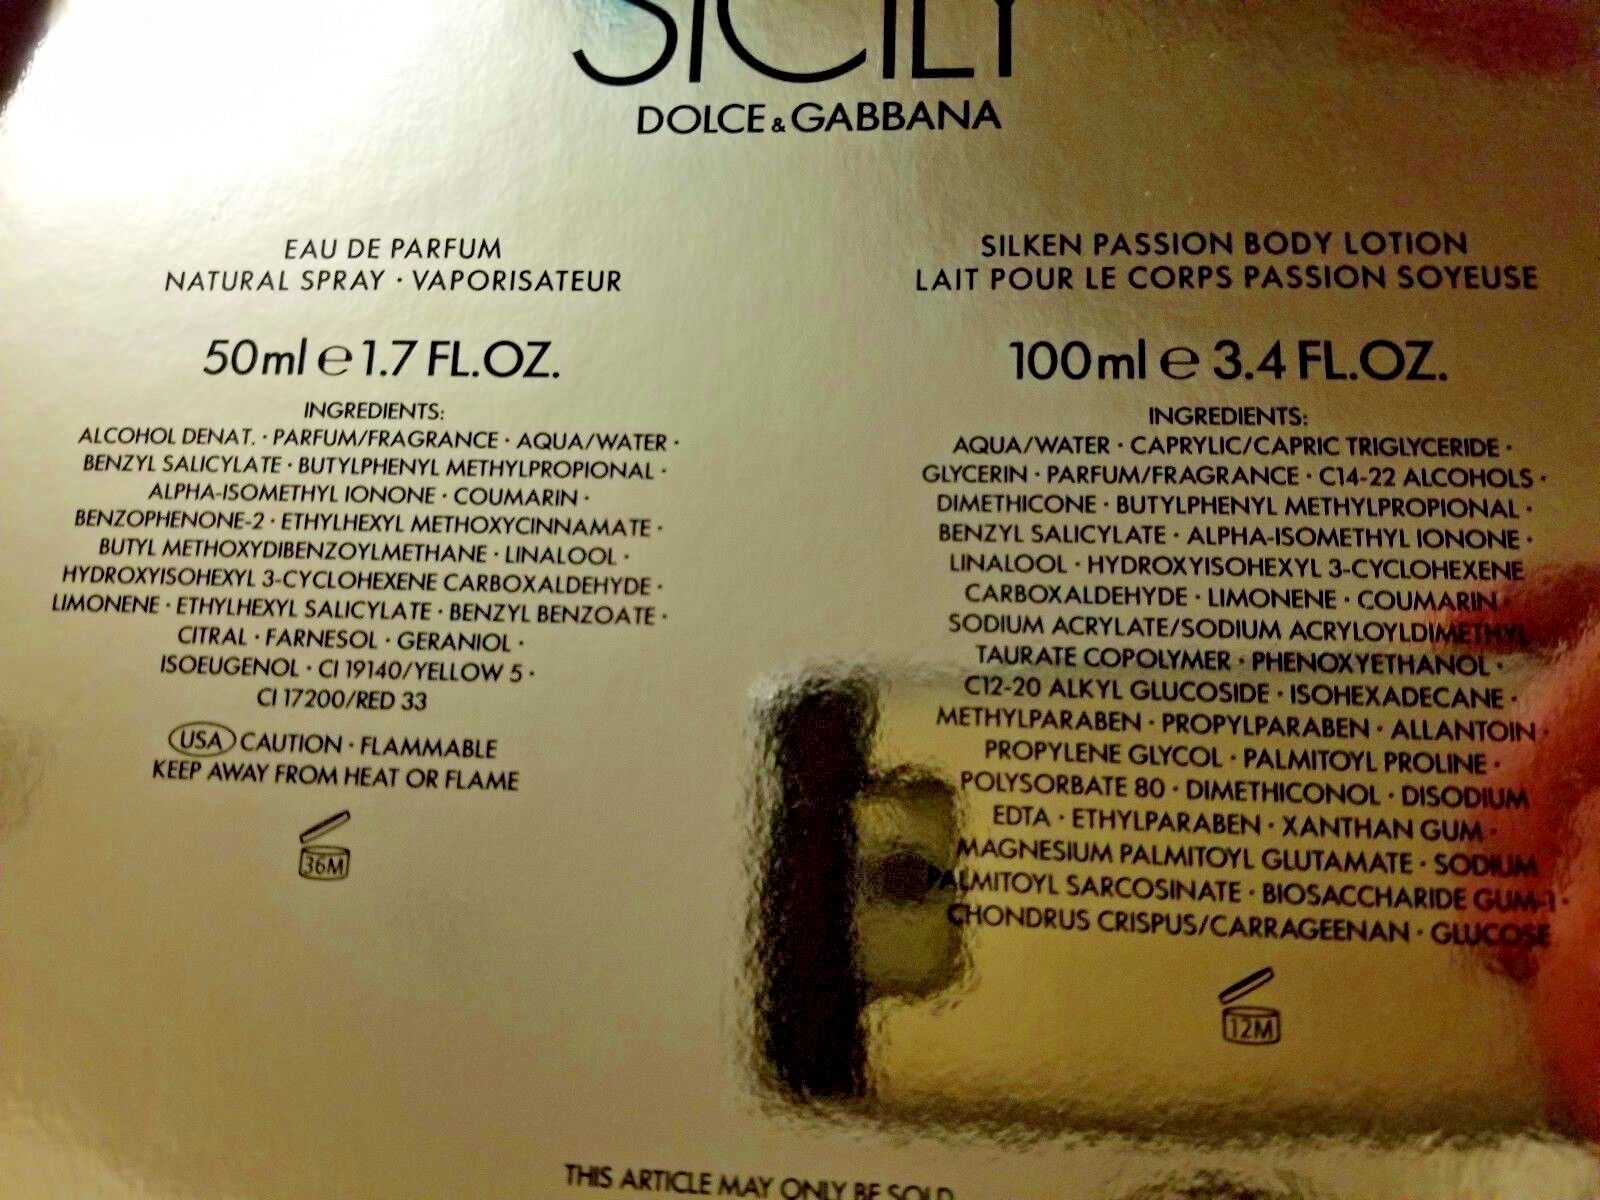 SICILY
DOLCE & GABBANA
EAU DE PARFUM
NATURAL SPRAY · VAPORISATEUR
50ml e 1.7 FL.OZ.
INGREDIENTS:
ALCOHOL DENAT. · PARFUM/FRAGRANCE · AQUA/WATER ·
BENZYL SALICYLATE · BUTYLPHENYL METHYLPROPIONAL ·
ALPHA-ISOMETHYL IONONE · COUMARIN ·
BENZOPHENONE-2 · ETHYLHEXYL METHOXYCINNAMATE ·
BUTYL METHOXYDIBENZOYLMETHANE · LINALOOL ·
HYDROXYISOHEXYL 3-CYCLOHEXENE CARBOXALDEHYDE ·
LIMONENE · ETHYLHEXYL SALICYLATE · BENZYL BENZOATE ·
CITRAL · FARNESOL · GERANIOL ·
ISOEUGENOL · CI 19140/YELLOW 5 ·
CI 17200/RED 33
USA CAUTION · FLAMMABLE
KEEP AWAY FROM HEAT OR FLAME
36M
SILKEN PASSION BODY LOTION
LAIT POUR LE CORPS PASSION SOYEUSE
100ml e 3.4 FL.OZ.
INGREDIENTS:
AQUA/WATER · CAPRYLIC/CAPRIC TRIGLYCERIDE ·
GLYCERIN · PARFUM/FRAGRANCE · C14-22 ALCOHOLS ·
DIMETHICONE · BUTYLPHENYL METHYLPROPIONAL ·
BENZYL SALICYLATE · ALPHA-ISOMETHYL IONONE ·
LINALOOL · HYDROXYISOHEXYL 3-CYCLOHEXENE
CARBOXALDEHYDE · LIMONENE · COUMARIN ·
SODIUM ACRYLATE/SODIUM ACRYLOYLDIMETHYL
TAURATE COPOLYMER · PHENOXYETHANOL ·
C12-20 ALKYL GLUCOSIDE · ISOHEXADECANE ·
METHYLPARABEN · PROPYLPARABEN · ALLANTOIN ·
PROPYLENE GLYCOL · PALMITOYL PROLINE ·
POLYSORBATE 80 · DIMETHICONOL · DISODIUM
EDTA · ETHYLPARABEN · XANTHAN GUM ·
MAGNESIUM PALMITOYL GLUTAMATE · SODIUM
PALMITOYL SARCOSINATE · BIOSACCHARIDE GUM-1 ·
CHONDRUS CRISPUS/CARRAGEENAN · GLUCOSE
12M
THIS ARTICLE MAY ONLY BE SOLD